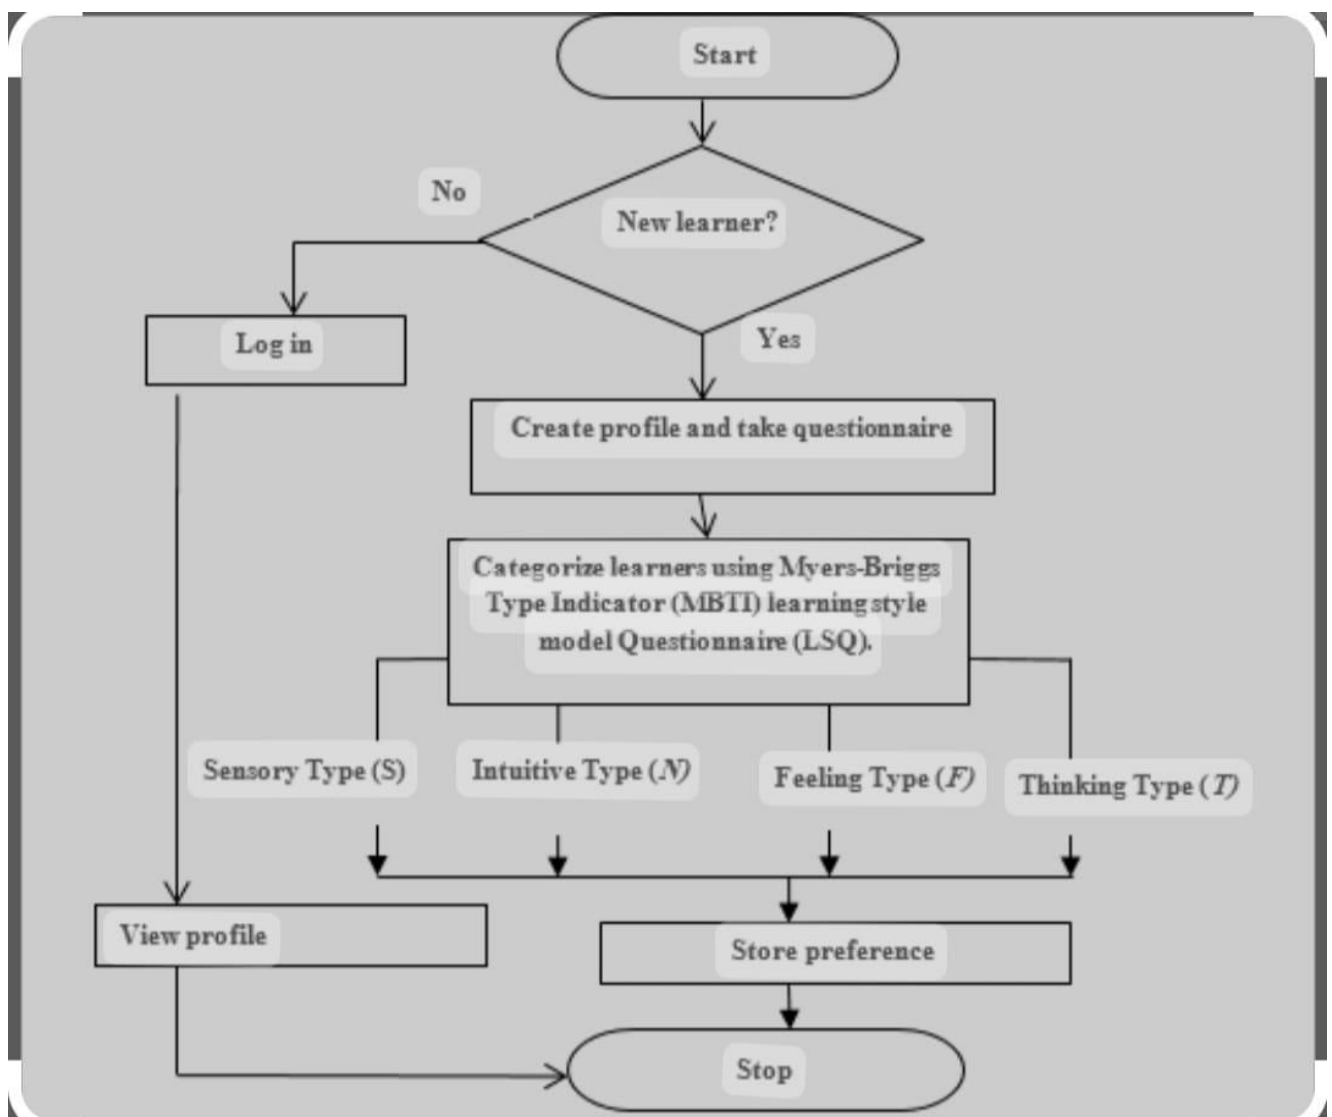 Start
No
New learner?
Log in
Yes
Create profile and take questionnaire
Categorize learners using Myers-Briggs
Type Indicator (MBTI) learning style
model Questionnaire (LSQ).
Sensory Type (S)
Intuitive Type (N)
Feeling Type (F)
Thinking Type (T)
View profile
Store preference
Stop